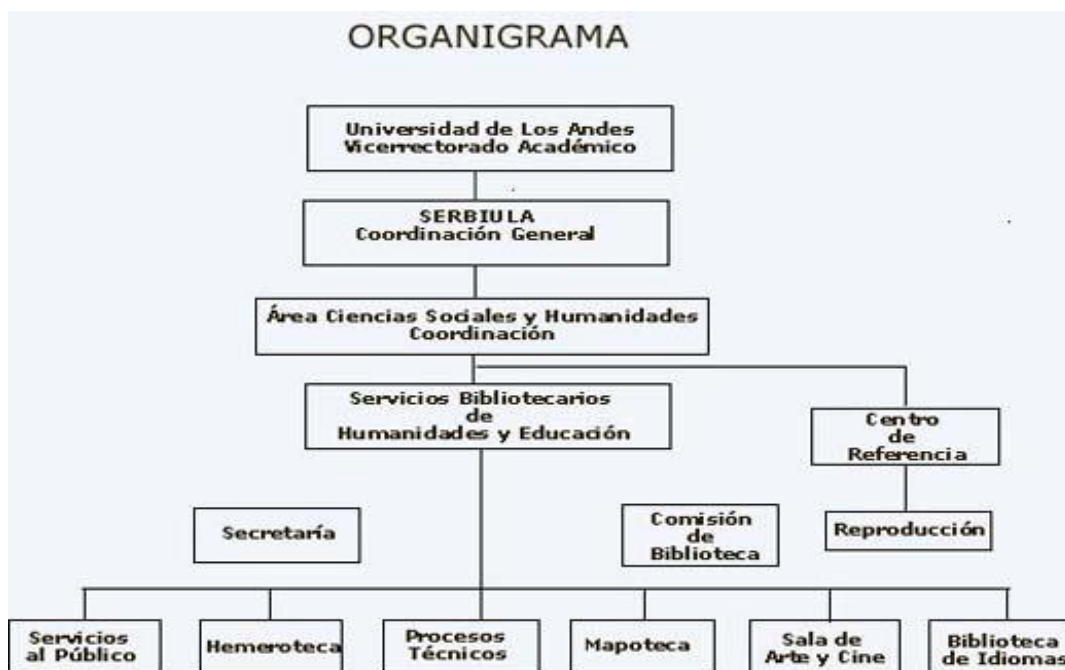 ORGANIGRAMA
Universidad de Los Andes
Vicerrectorado Académico
SERBIULA
Coordinación General
Área Ciencias Sociales y Humanidades
Coordinación
Servicios Bibliotecarios
de
Humanidades y Educación
Centro
de
Referencia
Secretaría
Comisión
de
Biblioteca
Reproducción
Servicios
al Público
Hemeroteca
Procesos
Técnicos
Mapoteca
Sala de
Arte y Cine
Biblioteca
de Idiomas